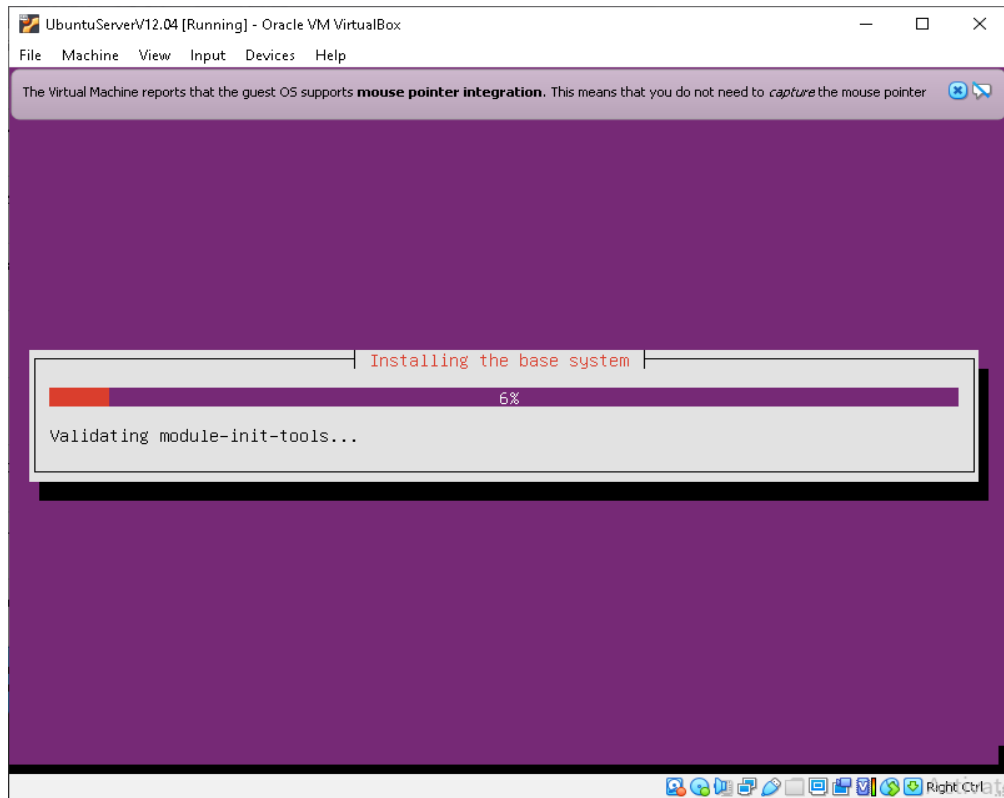 UbuntuServerV12.04 [Running] - Oracle VM VirtualBox
File Machine View Input Devices Help
The Virtual Machine reports that the guest OS supports mouse pointer integration. This means that you do not need to capture the mouse pointer
Installing the base system
6%
Validating module-init-tools...
Right Ctrl